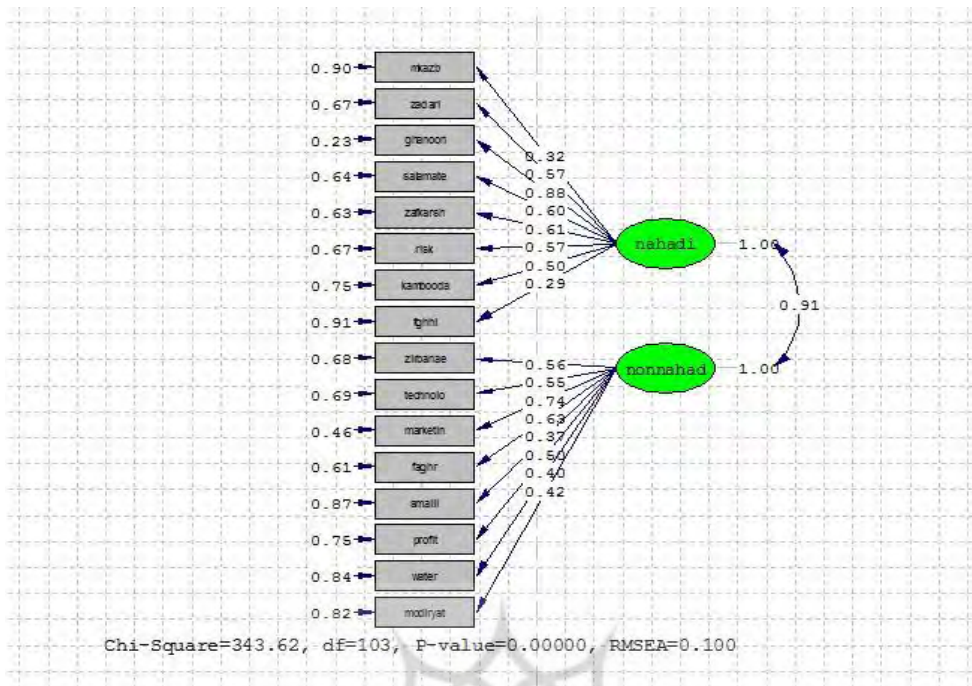 0.90 mkazb
0.67 zadari 0.32
0.23 ghanoon 0.57
0.64 salamate 0.88
0.63 zafkarsh 0.60
0.67 risk 0.61
0.75 kambooda 0.57
0.91 fghhi 0.50
0.29
nahadi 1.00
0.91
0.68 zirbanae 0.56
nonnahad 1.00
0.69 technolo 0.55
0.46 marketin 0.74
0.61 faghr 0.63
0.87 amalil 0.37
0.75 profit 0.50
0.84 water 0.40
0.82 modiryat 0.42
Chi-Square=343.62, df=103, P-value=0.00000, RMSEA=0.100